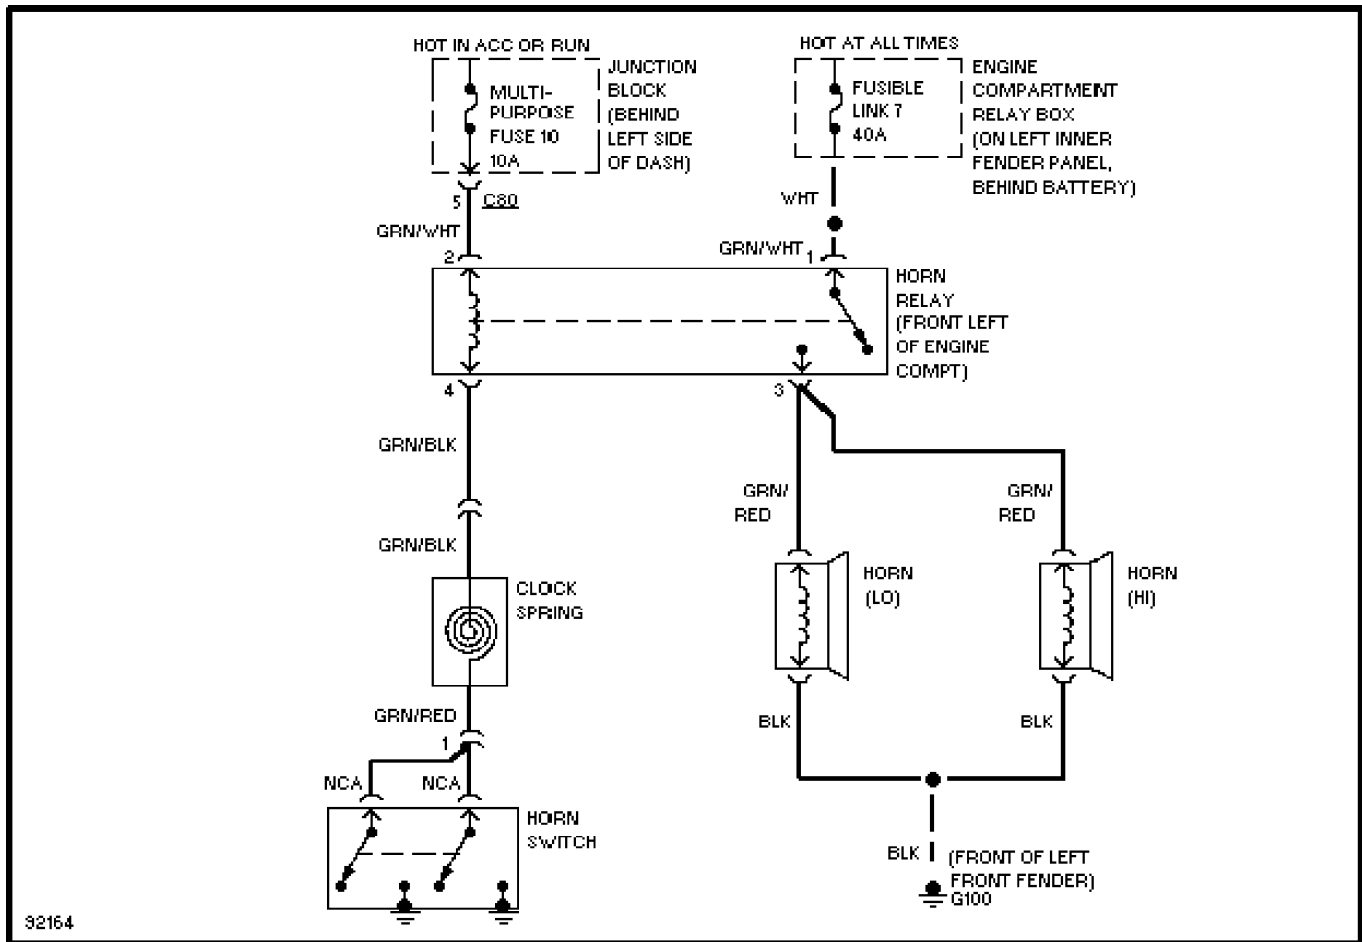 HOT IN ACC OR RUN
MULTI-
PURPOSE
FUSE 10
10A
JUNCTION
BLOCK
(BEHIND
LEFT SIDE
OF DASH)
HOT AT ALL TIMES
FUSIBLE
LINK 7
40A
ENGINE
COMPARTMENT
RELAY BOX
(ON LEFT INNER
FENDER PANEL,
BEHIND BATTERY)
5 C80
GRN/WHT
2
WHT
GRN/WHT 1
HORN
RELAY
(FRONT LEFT
OF ENGINE
COMPT)
4
3
GRN/BLK
GRN/BLK
CLOCK
SPRING
GRN/RED
1
NCA
NCA
HORN
SWITCH
GRN/
RED
HORN
(LO)
BLK
GRN/
RED
HORN
(HI)
BLK
BLK
(FRONT OF LEFT
FRONT FENDER)
G100
92164